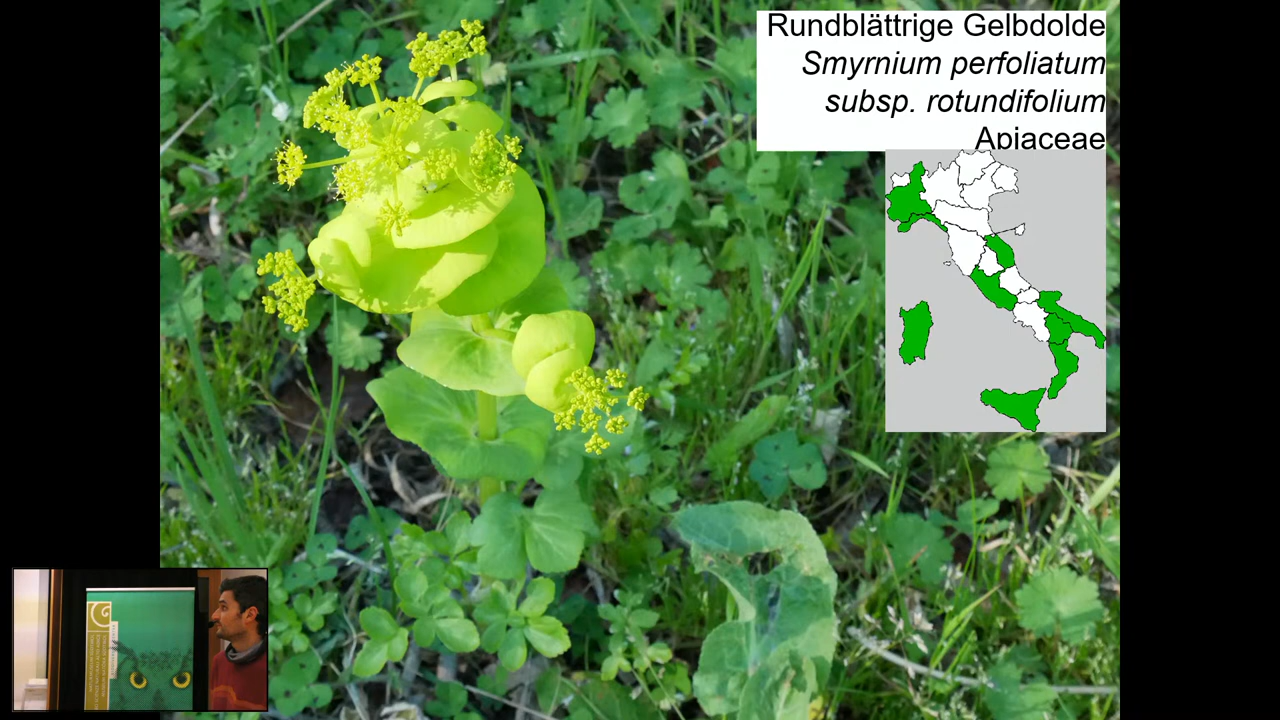 Rundblättrige Gelbdolde
Smyrnium perfoliatum
subsp. rotundifolium
Apiaceae